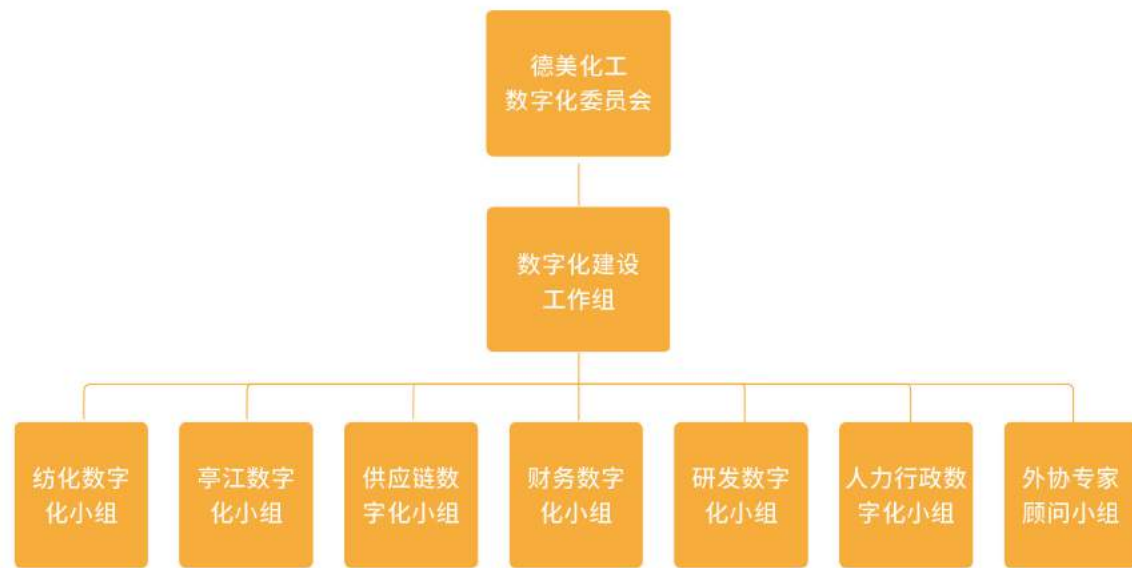 德美化工
数字化委员会
数字化建设
工作组
纺化数字
化小组
亭江数字
化小组
供应链数
字化小组
财务数字
化小组
研发数字
化小组
人力行政数
字化小组
外协专家
顾问小组